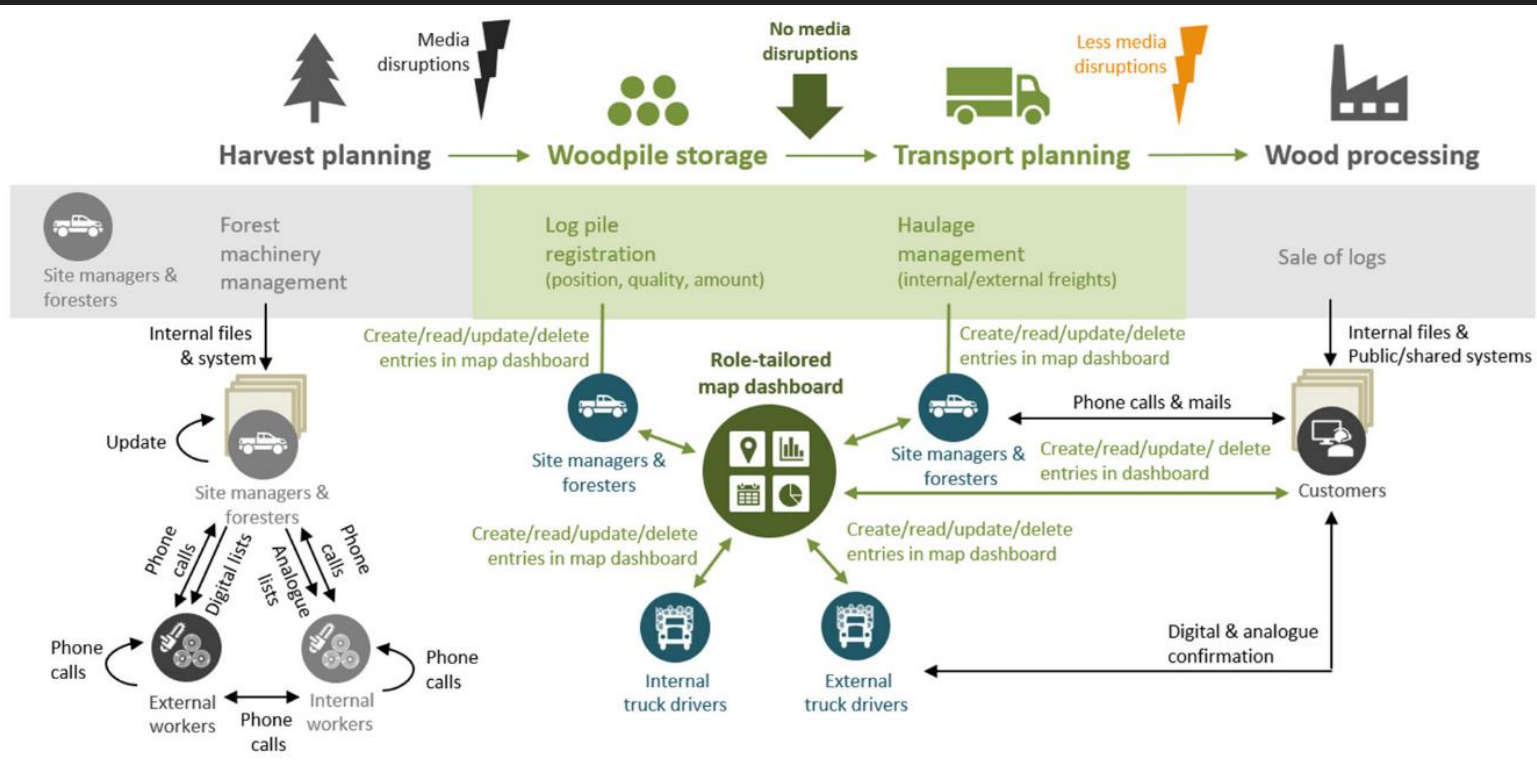 Media
disruptions
No media
disruptions
Less media
disruptions
Harvest planning
Woodpile storage
Transport planning
Wood processing
Site managers &
foresters
Forest
machinery
management
Log pile
registration
(position, quality, amount)
Haulage
management
(internal/external freights)
Sale of logs
Internal files
& system
Create/read/update/delete
entries in map dashboard
Role-tailored
map dashboard
Create/read/update/delete
entries in map dashboard
Internal files &
Public/shared systems
Update
Site managers &
foresters
Site managers &
foresters
Site managers &
foresters
Phone calls & mails
Create/read/update/ delete
entries in dashboard
Customers
Phone
calls
Digital lists
Analogue
lists
Phone
calls
Create/read/update/delete
entries in map dashboard
Create/read/update/delete
entries in map dashboard
Phone
calls
External
workers
Phone
calls
Internal
workers
Phone
calls
Internal
truck drivers
External
truck drivers
Digital & analogue
confirmation